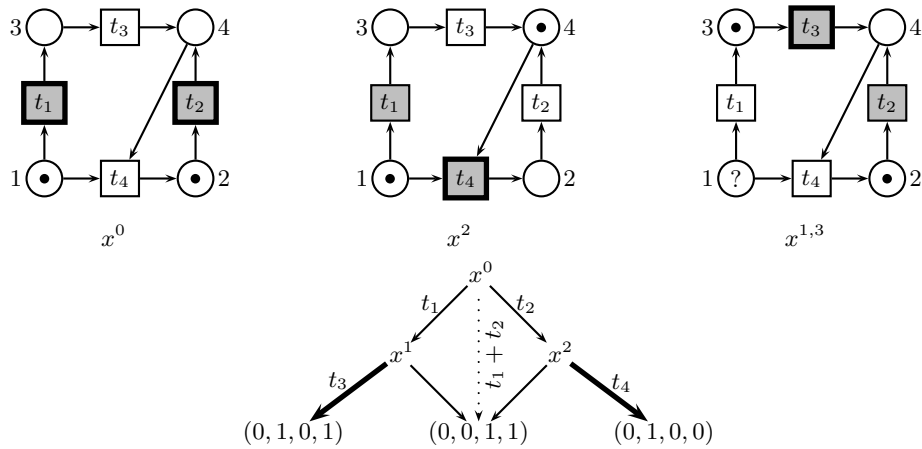 3 t₃ 4 3 t₃ 4 3 t₃ 4
t₁ t₂ t₁ t₂ t₁ t₂
1 t₄ 2 1 t₄ 2 1 ? t₄ 2
x⁰ x² x¹,³
x⁰
t₁ t₂
t₁ + t₂
x¹ x²
t₃ t₄
(0, 1, 0, 1) (0, 0, 1, 1) (0, 1, 0, 0)